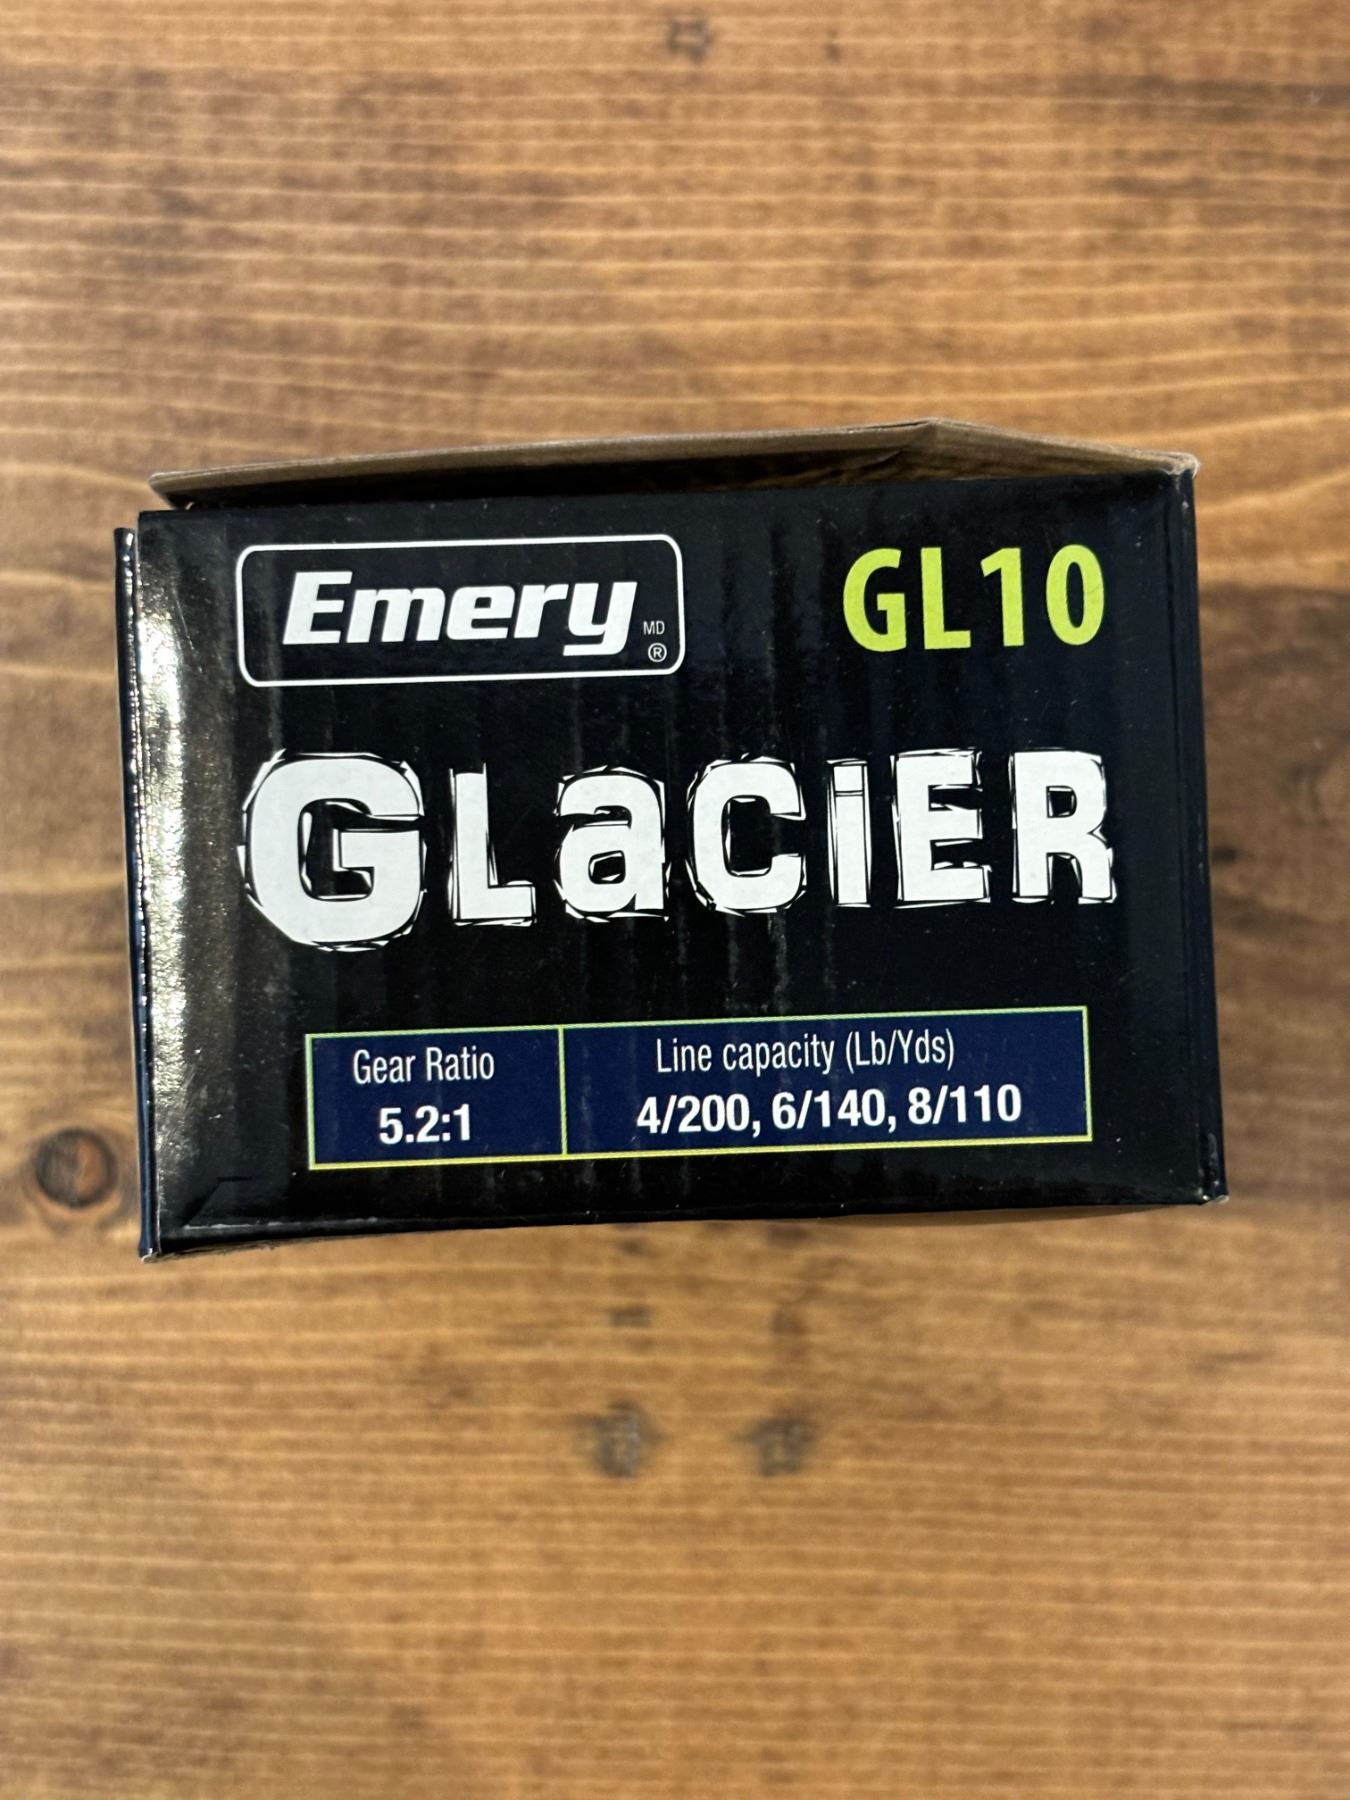 Emery MD ®
GL10
GLaCiER
Gear Ratio
5.2:1
Line capacity (Lb/Yds)
4/200, 6/140, 8/110